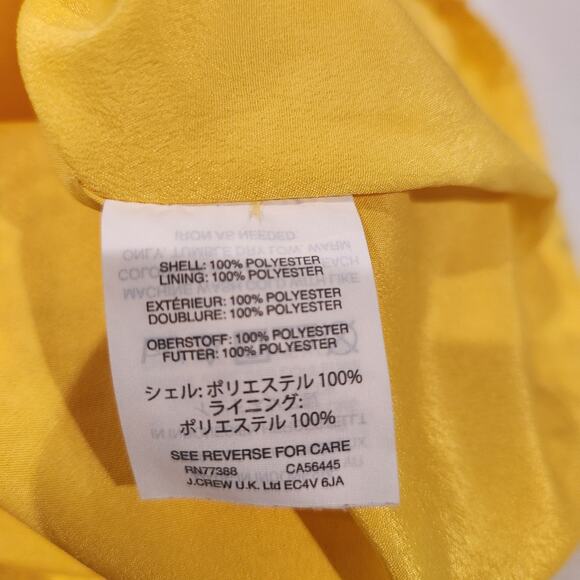 SHELL: 100% POLYESTER
LINING: 100% POLYESTER
EXTÉRIEUR: 100% POLYESTER
DOUBLURE: 100% POLYESTER
OBERSTOFF: 100% POLYESTER
FUTTER: 100% POLYESTER
シェル: ポリエステル 100%
ライニング:
ポリエステル 100%
SEE REVERSE FOR CARE
RN77388 CA56445
J.CREW U.K. Ltd EC4V 6JA